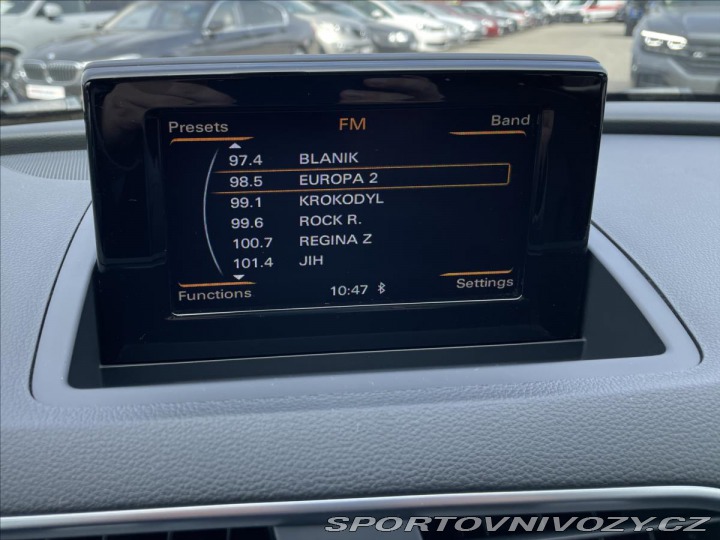 Presets FM Band
97.4 BLANIK
98.5 EUROPA 2
99.1 KROKODYL
99.6 ROCK R.
100.7 REGINA Z
101.4 JIH
Functions 10:47 Settings
SPORTOVNIVOZY.CZ